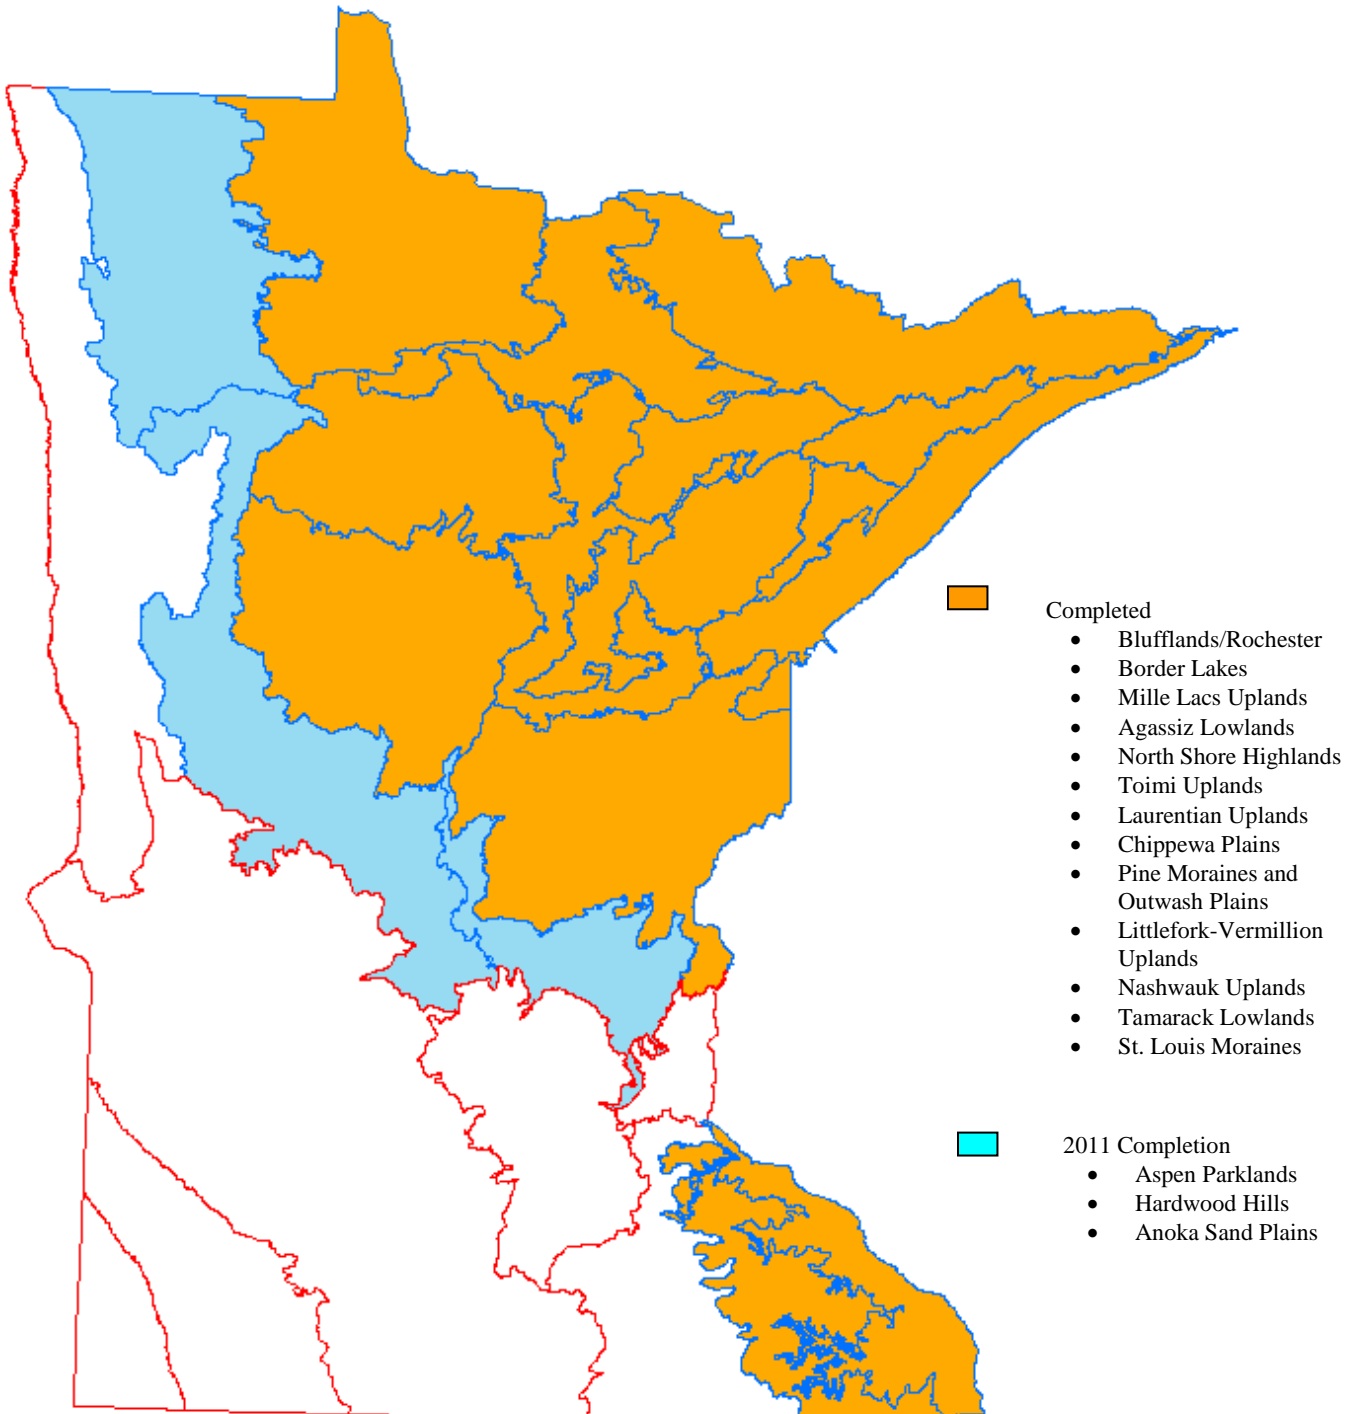 Completed
• Blufflands/Rochester
• Border Lakes
• Mille Lacs Uplands
• Agassiz Lowlands
• North Shore Highlands
• Toimi Uplands
• Laurentian Uplands
• Chippewa Plains
• Pine Moraines and
Outwash Plains
• Littlefork-Vermillion
Uplands
• Nashwauk Uplands
• Tamarack Lowlands
• St. Louis Moraines
2011 Completion
• Aspen Parklands
• Hardwood Hills
• Anoka Sand Plains